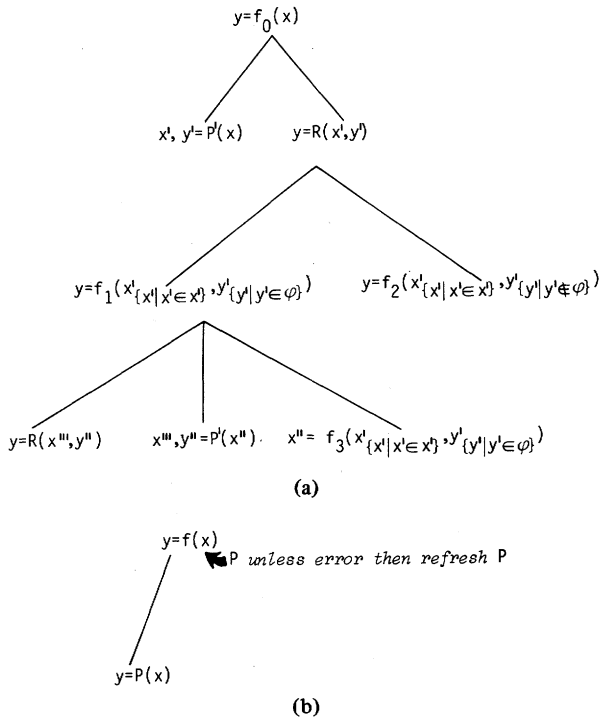 y=f₀(x)
x', y'=P'(x)
y=R(x',y')
y=f₁(x'{x'|x'∈x'},y'{y'|y'∈φ})
y=f₂(x'{x'|x'∈x'},y'{y'|y'∉φ})
y=R(x''',y'')
x''',y''=P'(x'').
x''= f₃(x'{x'|x'∈x'},y'{y'|y'∈φ})
(a)
y=f(x)
P unless error then refresh P
y=P(x)
(b)